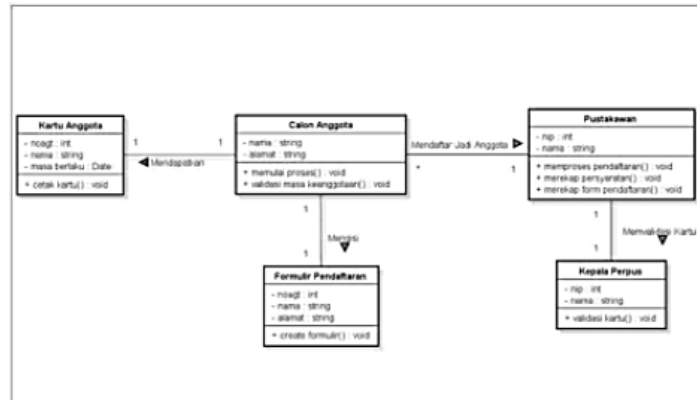 Kartu Anggota
- noagt : int
- nama : string
- masa berlaku : Date
+ cetak kartu() : void
1
1
Mendapatkan
Calon Anggota
- nama : string
- alamat : string
+ memulai proses() : void
+ validasi masa keanggotaan() : void
Mendaftar Jadi Anggota
*
1
Pustakawan
- nip : int
- nama : string
+ memproses pendaftaran() : void
+ merekap persyaratan() : void
+ merekap form pendaftaran() : void
1
Mengisi
1
Formulir Pendaftaran
- noagt : int
- nama : string
- alamat : string
+ create formulir() : void
1
Memvalidasi Kartu
1
Kepala Perpus
- nip : int
- nama : string
+ validasi kartu() : void